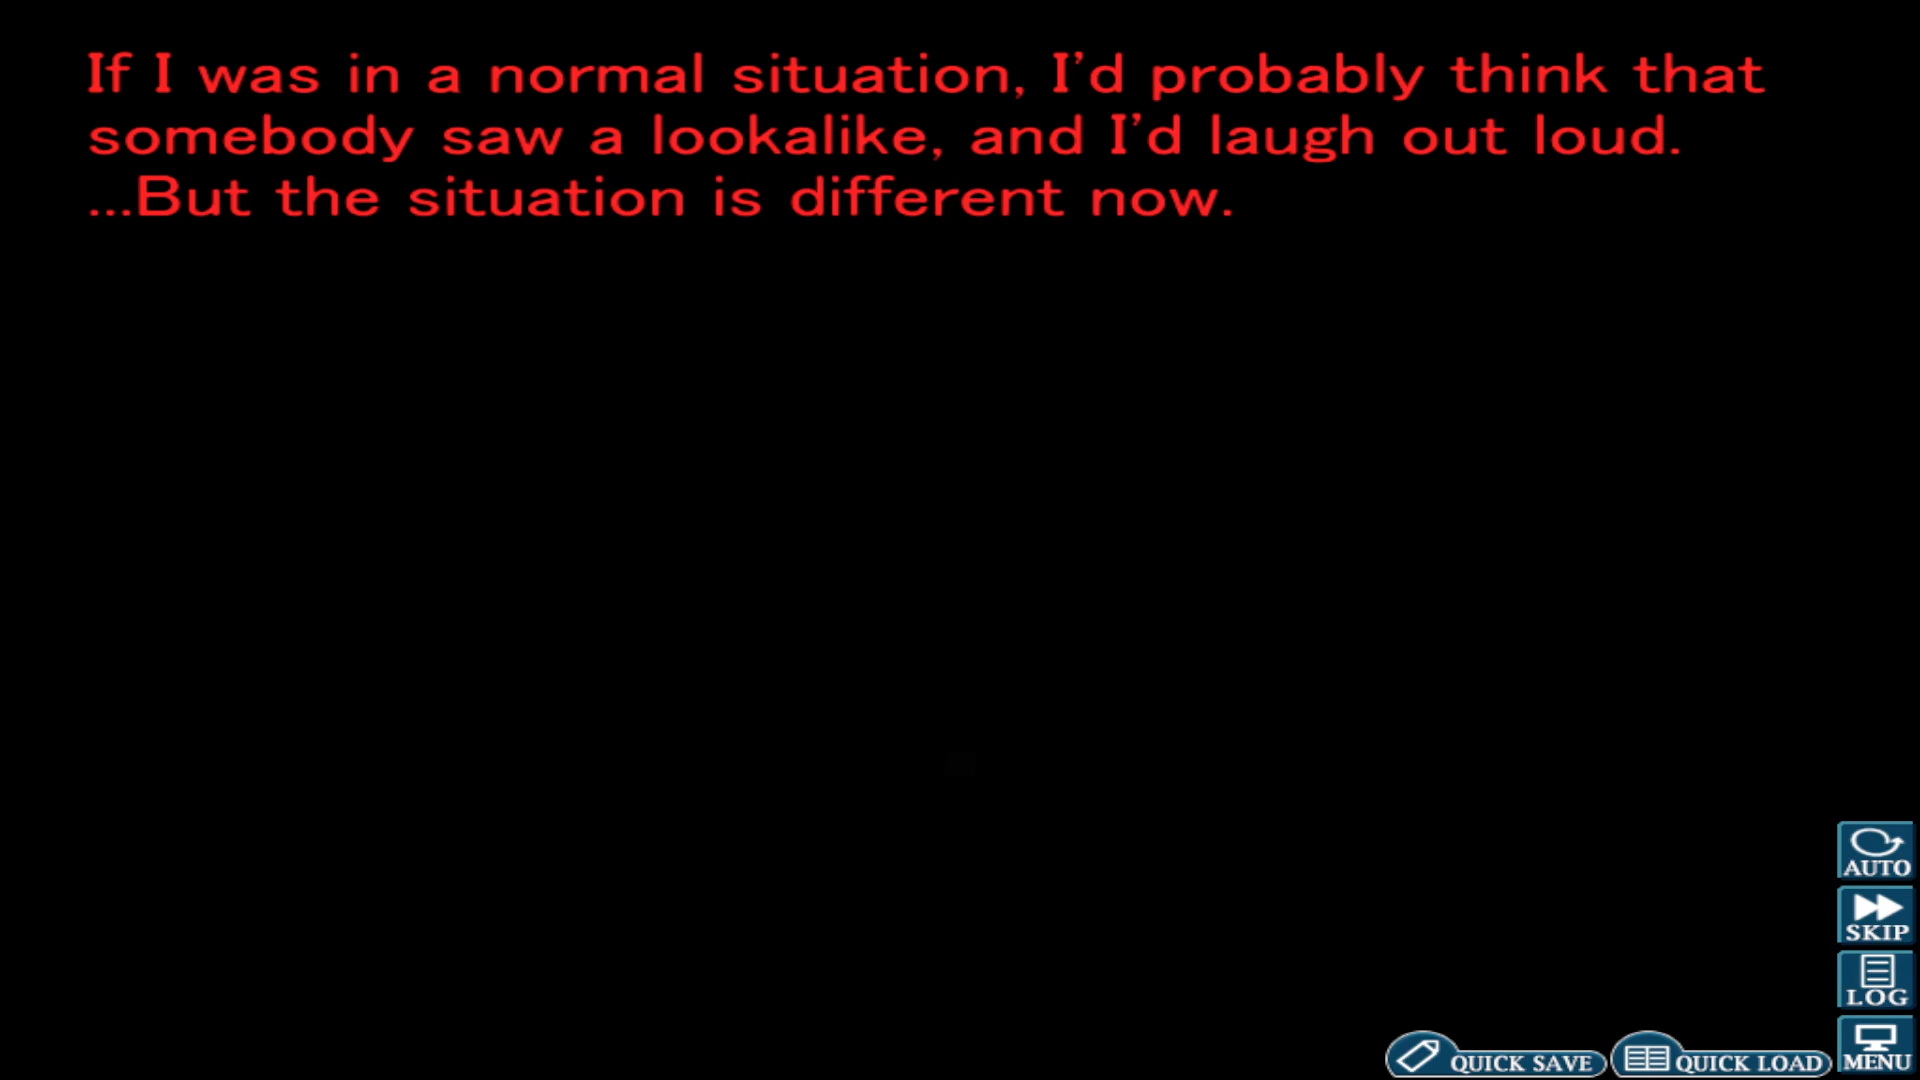 If I was in a normal situation, I'd probably think that
somebody saw a lookalike, and I'd laugh out loud.
...But the situation is different now.
AUTO
SKIP
LOG
QUICK SAVE
QUICK LOAD
MENU